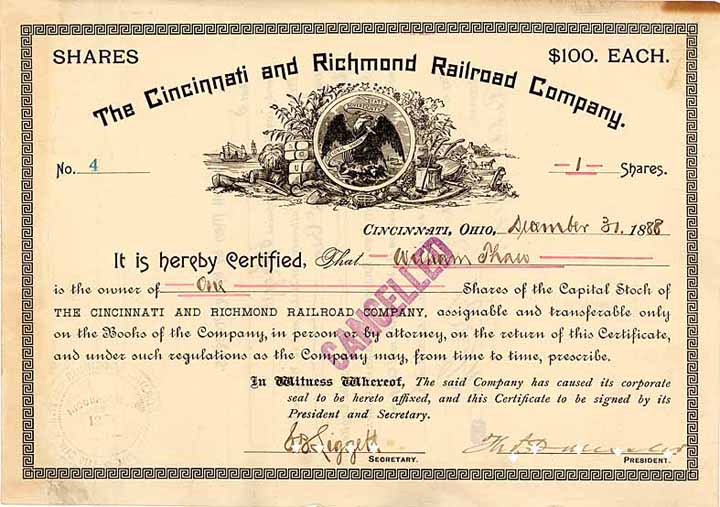 SHARES $100. EACH.
The Cincinnati and Richmond Railroad Company.
No. 4 1 Shares.
CINCINNATI, OHIO, December 31, 1888
It is hereby Certified, That William Thaw
is the owner of One Shares of the Capital Stoch of
THE CINCINNATI AND RICHMOND RAILROAD COMPANY, assignable and transferable only
on the Books of the Company, in person or by attorney, on the return of this Certificate,
and under such regulations as the Company may, from time to time, prescribe.
CANCELLED
In Witness Whereof, The said Company has caused its corporate
seal to be hereto affixed, and this Certificate to be signed by its
President and Secretary.
Liggett
SECRETARY. PRESIDENT.